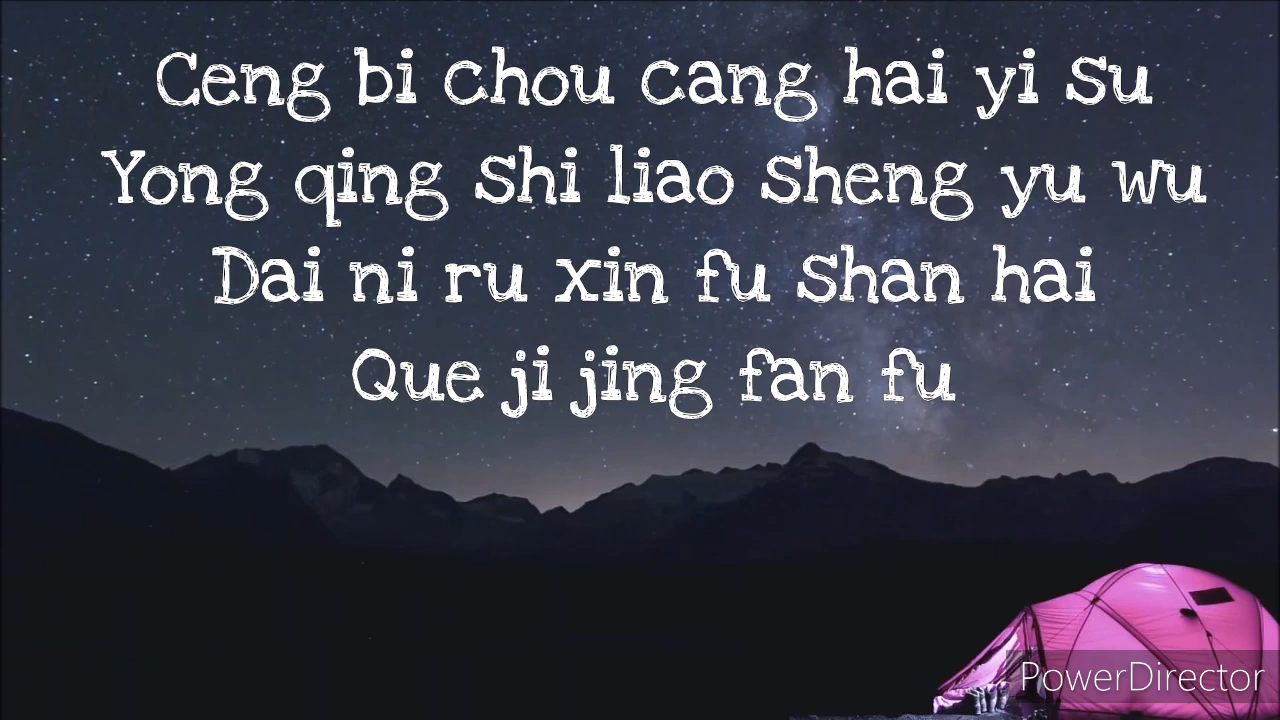 Ceng bi chou cang hai yi su
Yong qing shi liao sheng yu wu
Dai ni ru xin fu shan hai
Que ji jing fan fu
PowerDirector